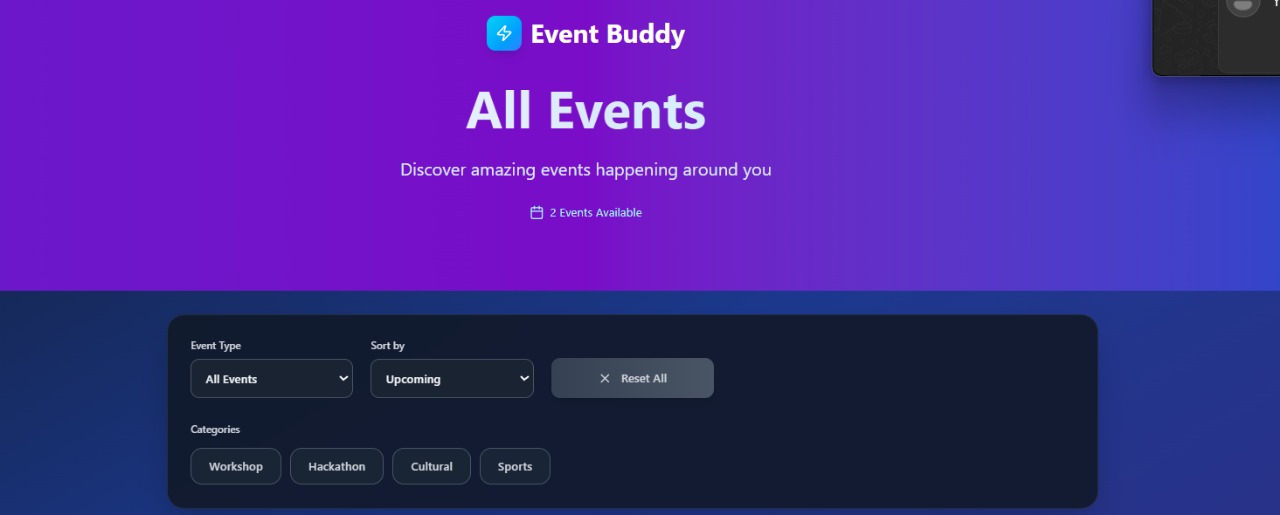 Event Buddy
All Events
Discover amazing events happening around you
2 Events Available
Event Type
Sort by
All Events
Upcoming
Reset All
Categories
Workshop
Hackathon
Cultural
Sports